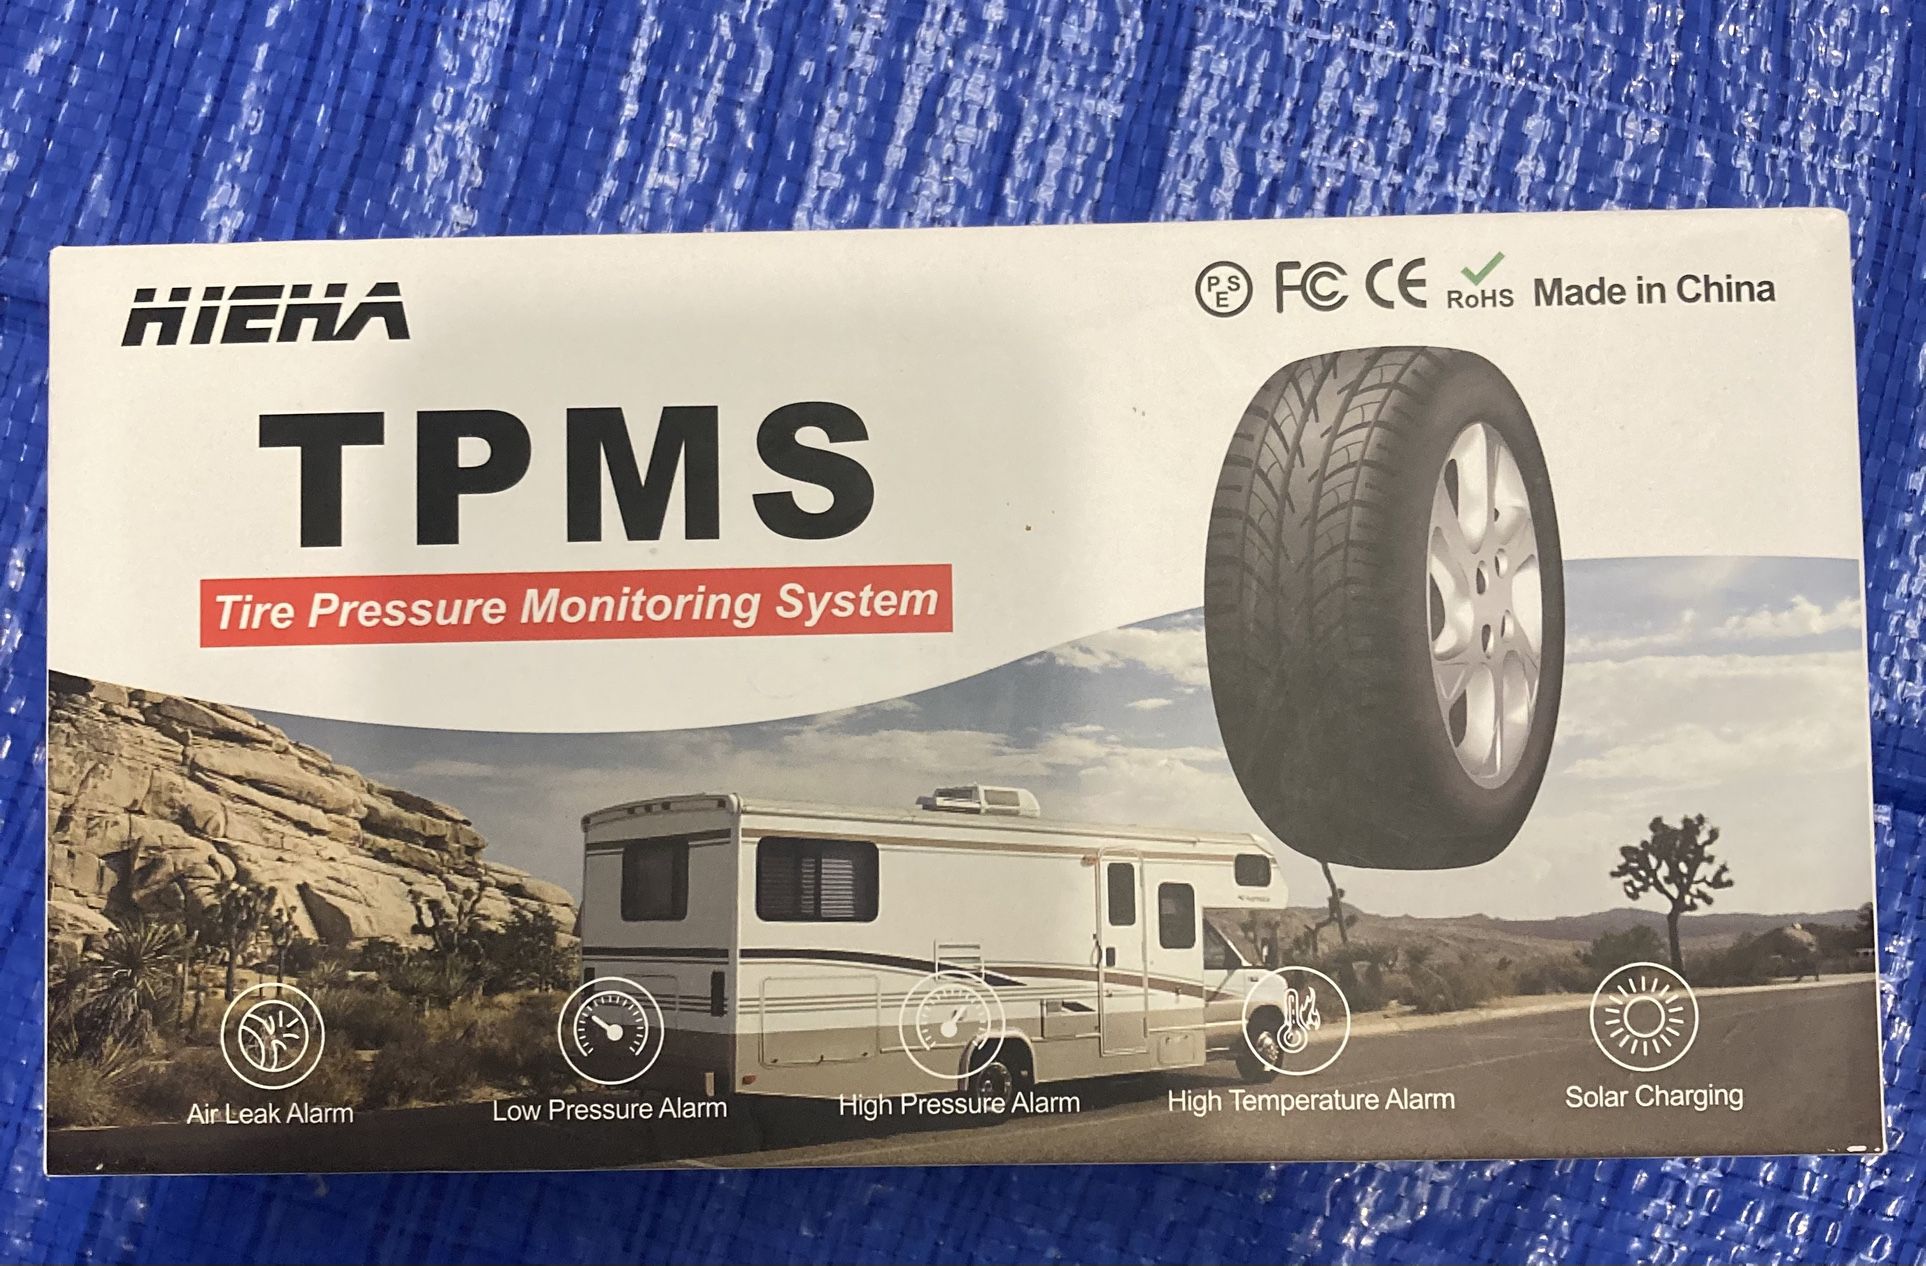 HIEHA
PSE FC CE RoHS Made in China
TPMS
Tire Pressure Monitoring System
Air Leak Alarm
Low Pressure Alarm
High Pressure Alarm
High Temperature Alarm
Solar Charging